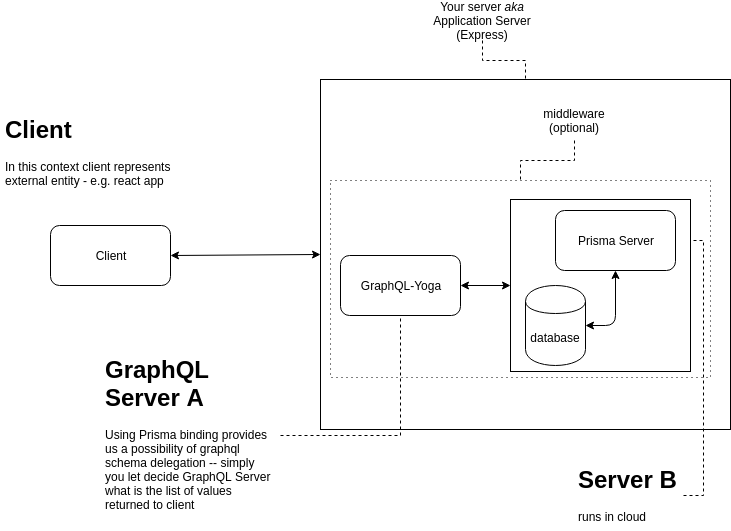 Your server aka
Application Server
(Express)
middleware
(optional)
Client
In this context client represents
external entity - e.g. react app
Client
Prisma Server
GraphQL-Yoga
database
GraphQL
Server A
Using Prisma binding provides
us a possibility of graphql
schema delegation -- simply
you let decide GraphQL Server
what is the list of values
returned to client
Server B
runs in cloud